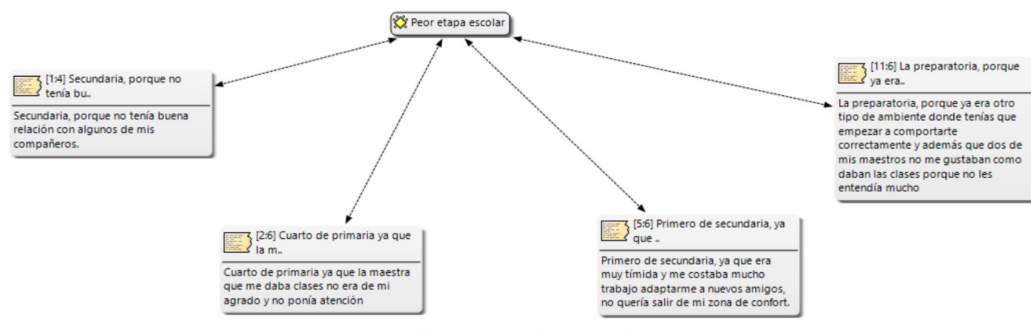 Peor etapa escolar
[1:4] Secundaria, porque no
tenía bu..
Secundaria, porque no tenía buena
relación con algunos de mis
compañeros.
[11:6] La preparatoria, porque
ya era..
La preparatoria, porque ya era otro
tipo de ambiente donde tenías que
empezar a comportarte
correctamente y además que dos de
mis maestros no me gustaban como
daban las clases porque no les
entendía mucho
[2:6] Cuarto de primaria ya que
la m..
Cuarto de primaria ya que la maestra
que me daba clases no era de mi
agrado y no ponía atención
[5:6] Primero de secundaria, ya
que ..
Primero de secundaria, ya que era
muy tímida y me costaba mucho
trabajo adaptarme a nuevos amigos,
no quería salir de mi zona de confort.